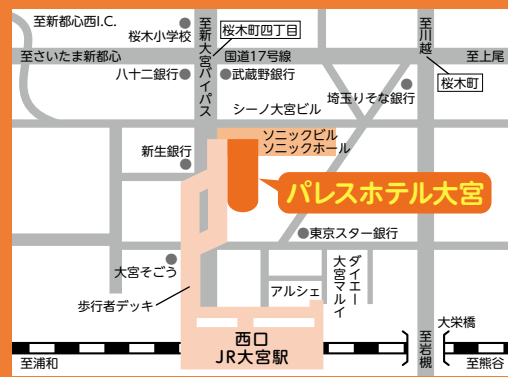 至新都心西I.C.
桜木小学校
至新大宮バイパス
桜木町四丁目
至川越
至さいたま新都心
国道17号線
至上尾
八十二銀行
武蔵野銀行
埼玉りそな銀行
桜木町
シーノ大宮ビル
ソニックビル
ソニックホール
新生銀行
パレスホテル大宮
東京スター銀行
大宮そごう
アルシェ
大宮マルイ
ダイエー
歩行者デッキ
西口
JR大宮駅
大栄橋
至浦和
至岩槻
至熊谷